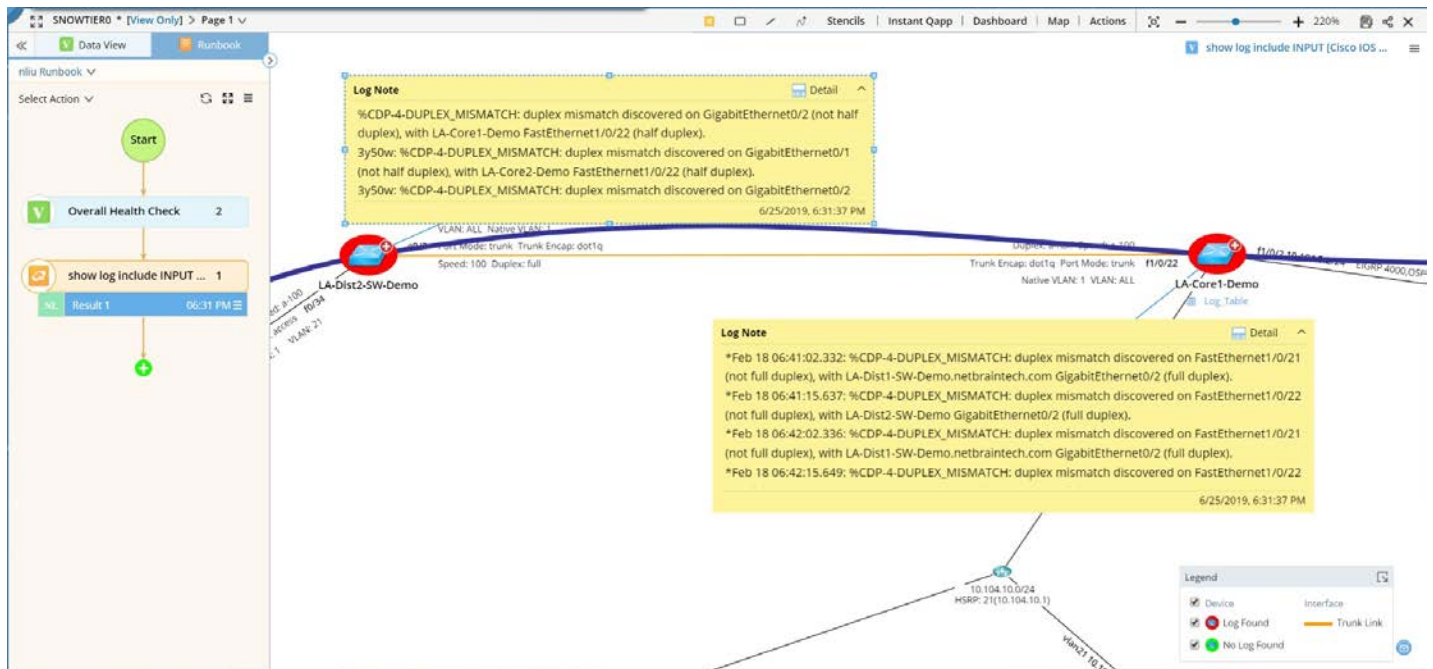 SNOWTIER0 * [View Only] > Page 1
Stencils | Instant Qapp | Dashboard | Map | Actions
220%
Data View
Runbook
show log include INPUT [Cisco IOS ...
nliu Runbook
Select Action
Start
Overall Health Check 2
show log include INPUT ... 1
Result 1 06:31 PM
Log Note
Detail
%CDP-4-DUPLEX_MISMATCH: duplex mismatch discovered on GigabitEthernet0/2 (not half
duplex), with LA-Core1-Demo FastEthernet1/0/22 (half duplex).
3y50w: %CDP-4-DUPLEX_MISMATCH: duplex mismatch discovered on GigabitEthernet0/1
(not half duplex), with LA-Core2-Demo FastEthernet1/0/22 (half duplex).
3y50w: %CDP-4-DUPLEX_MISMATCH: duplex mismatch discovered on GigabitEthernet0/2
6/25/2019, 6:31:37 PM
VLAN: ALL Native VLAN: 1
Port Mode: trunk Trunk Encap: dot1q
Speed: 100 Duplex: full
LA-Dist2-SW-Demo
a-100
access f0/34
VLAN: 21
Trunk Encap: dot1q Port Mode: trunk f1/0/22
Native VLAN: 1 VLAN: ALL
LA-Core1-Demo
Log_Table
f1/0/2
EIGRP 4000,OSP
Log Note
Detail
*Feb 18 06:41:02.332: %CDP-4-DUPLEX_MISMATCH: duplex mismatch discovered on FastEthernet1/0/21
(not full duplex), with LA-Dist1-SW-Demo.netbraintech.com GigabitEthernet0/2 (full duplex).
*Feb 18 06:41:15.637: %CDP-4-DUPLEX_MISMATCH: duplex mismatch discovered on FastEthernet1/0/22
(not full duplex), with LA-Dist2-SW-Demo GigabitEthernet0/2 (full duplex).
*Feb 18 06:42:02.336: %CDP-4-DUPLEX_MISMATCH: duplex mismatch discovered on FastEthernet1/0/21
(not full duplex), with LA-Dist1-SW-Demo.netbraintech.com GigabitEthernet0/2 (full duplex).
*Feb 18 06:42:15.649: %CDP-4-DUPLEX_MISMATCH: duplex mismatch discovered on FastEthernet1/0/22
6/25/2019, 6:31:37 PM
10.104.10.0/24
HSRP: 21(10.104.10.1)
vlan21
Legend
Device Interface
Log Found Trunk Link
No Log Found